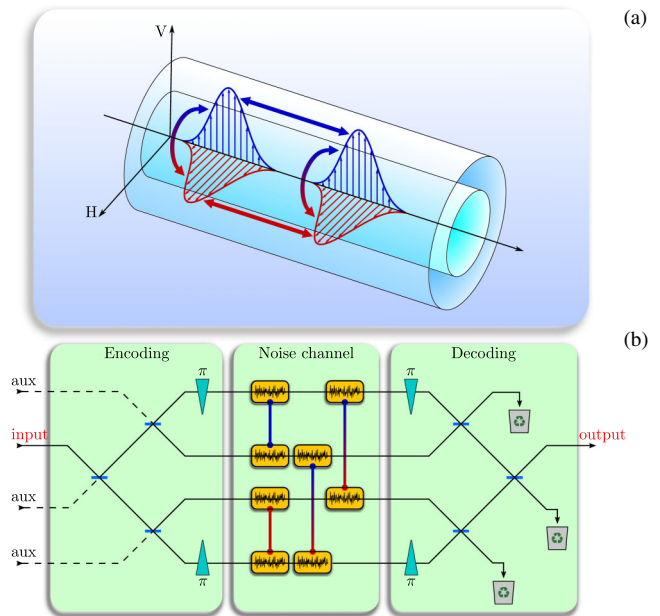 (a)
V
H
(b)
Encoding
Noise channel
Decoding
aux
π
π
input
output
aux
aux
π
π